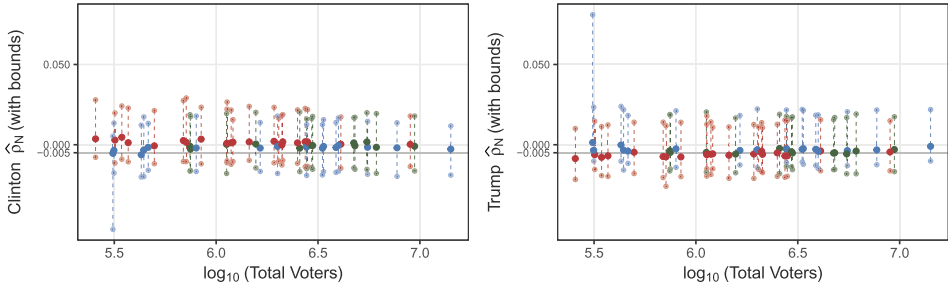 Clinton ρ̂N (with bounds)
0.050
0.000
−0.005
5.5 6.0 6.5 7.0
log10 (Total Voters)
Trump ρ̂N (with bounds)
0.050
0.000
−0.005
5.5 6.0 6.5 7.0
log10 (Total Voters)